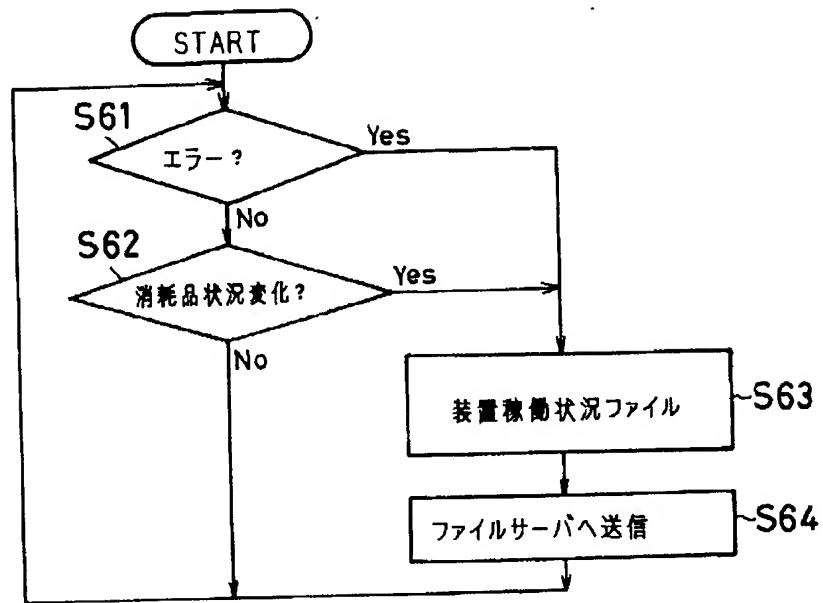 START
S61
エラー?
Yes
No
S62
消耗品状況変化?
Yes
No
装置稼働状況ファイル
S63
ファイルサーバへ送信
S64